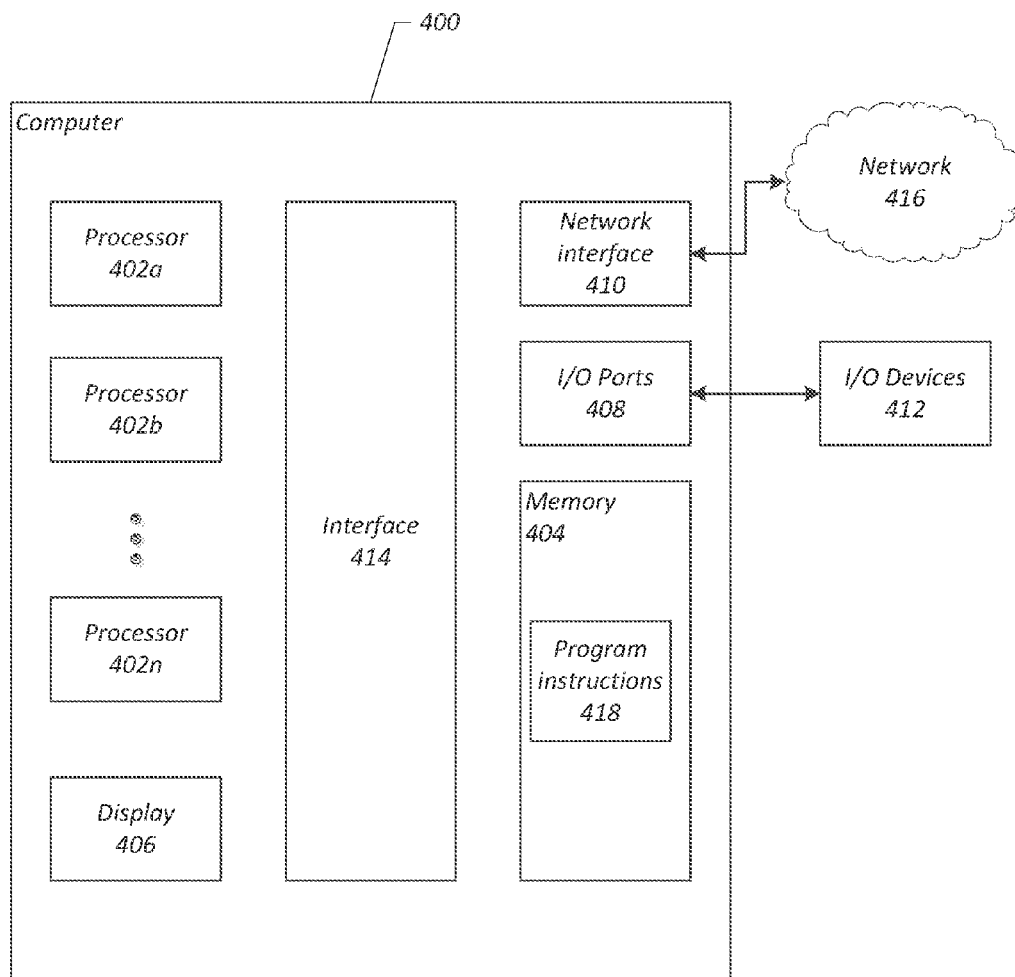 400
Computer
Processor
402a
Processor
402b
Processor
402n
Display
406
Interface
414
Network
interface
410
I/O Ports
408
Memory
404
Program
instructions
418
Network
416
I/O Devices
412